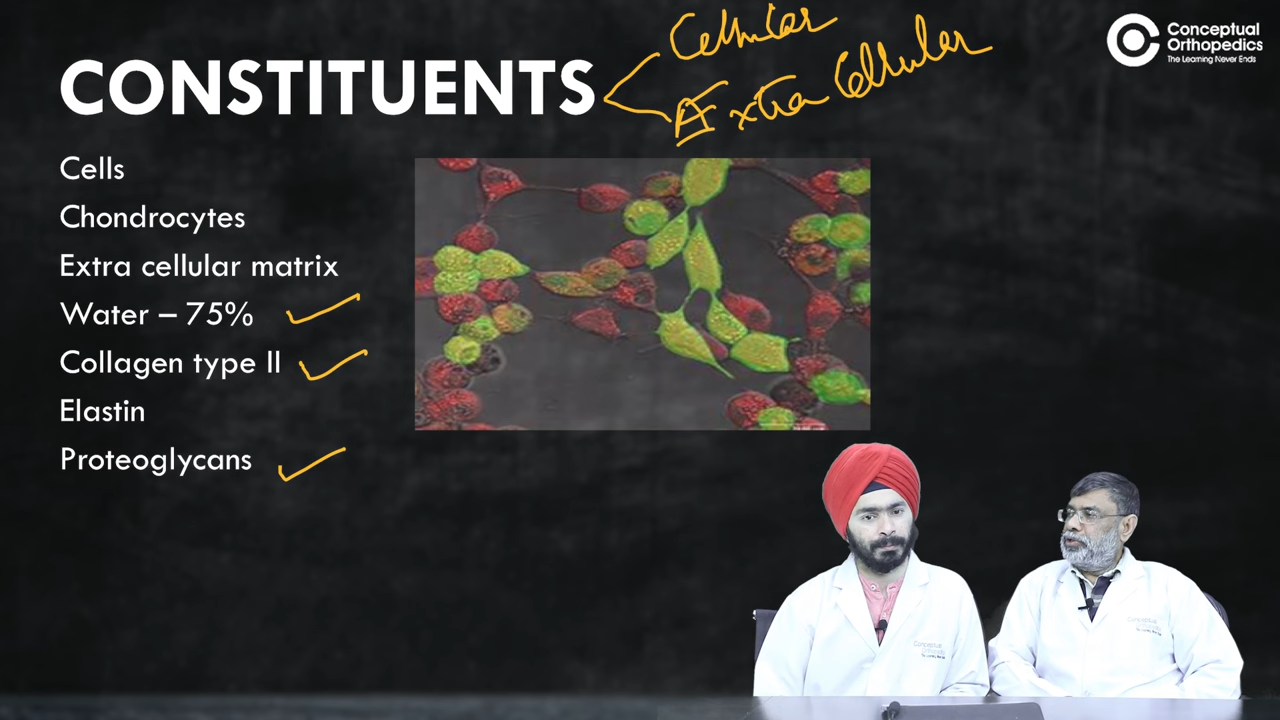 Cellular
Extra Cellular
CONSTITUENTS
Conceptual
Orthopedics
The Learning Never Ends
Cells
Chondrocytes
Extra cellular matrix
Water – 75%
Collagen type II
Elastin
Proteoglycans
Conceptual